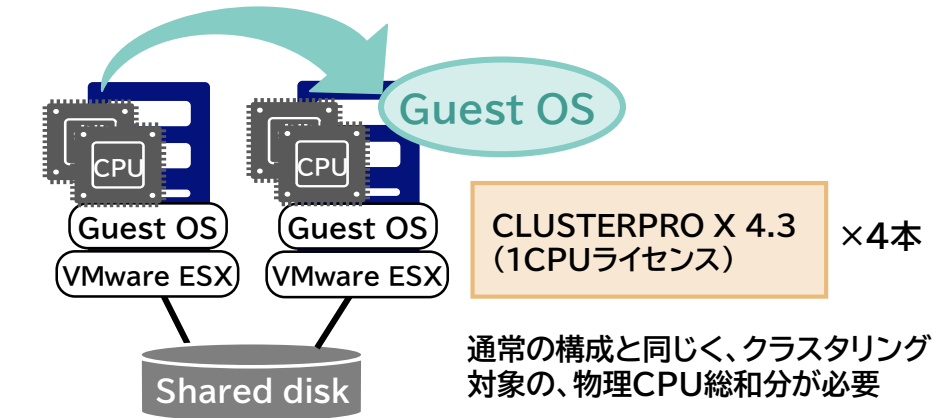 Guest OS
CPU
CPU
Guest OS
Guest OS
VMware ESX
VMware ESX
Shared disk
CLUSTERPRO X 4.3
(1CPUライセンス)
×4本
通常の構成と同じく、クラスタリング
対象の、物理CPU総和分が必要